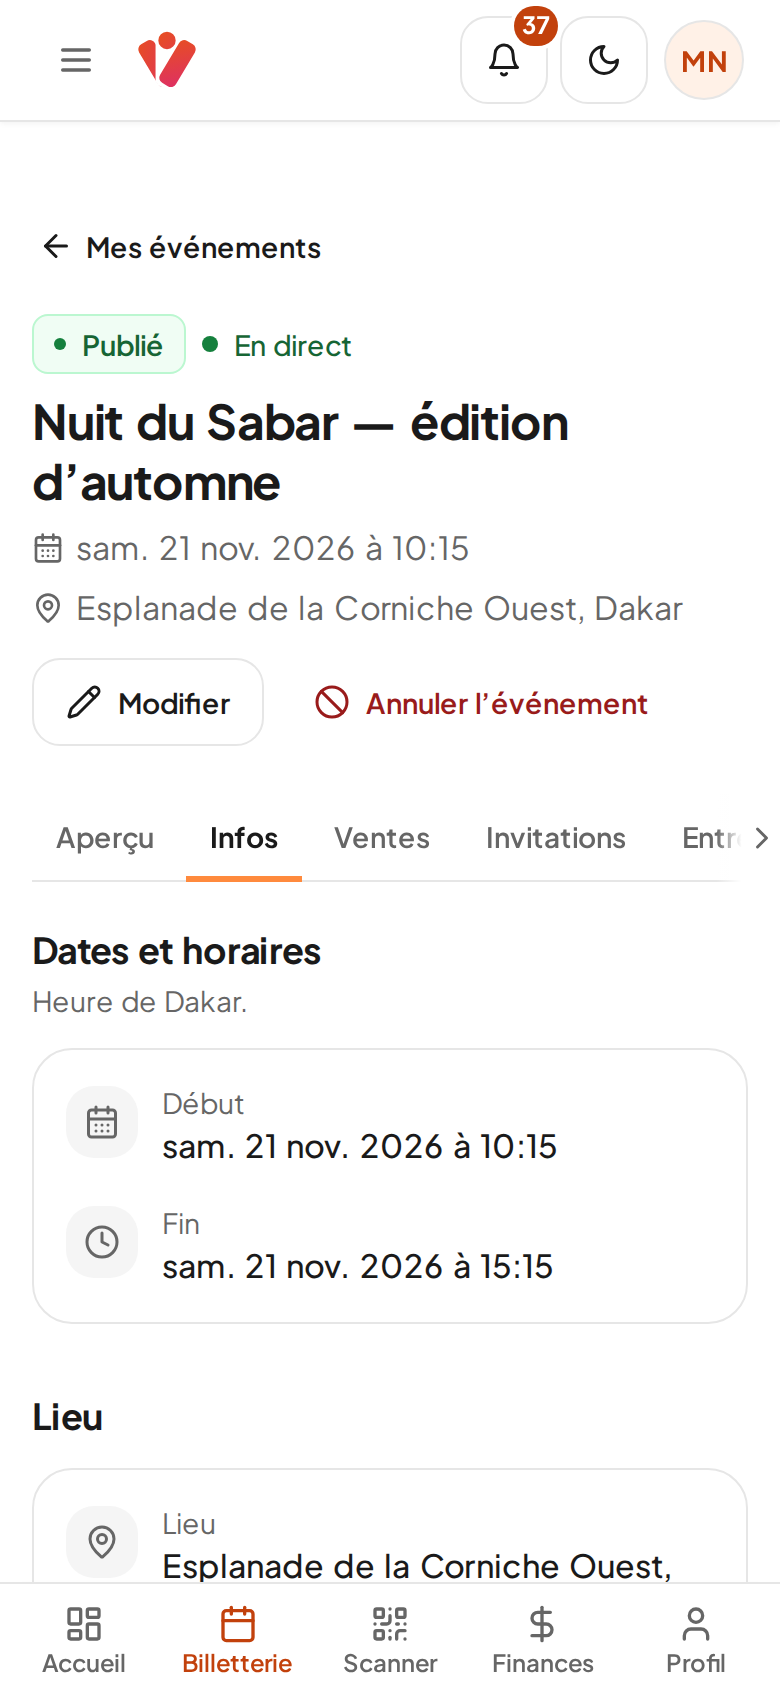 37
MN
Mes événements
Publié
En direct
Nuit du Sabar — édition
d’automne
sam. 21 nov. 2026 à 10:15
Esplanade de la Corniche Ouest, Dakar
Modifier
Annuler l’événement
Aperçu
Infos
Ventes
Invitations
Entr
Dates et horaires
Heure de Dakar.
Début
sam. 21 nov. 2026 à 10:15
Fin
sam. 21 nov. 2026 à 15:15
Lieu
Lieu
Esplanade de la Corniche Ouest,
Accueil
Billetterie
Scanner
Finances
Profil